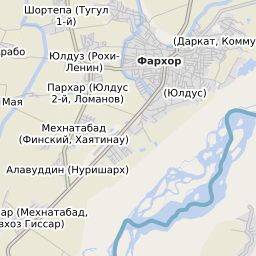 Шортепа (Тугул
1-й)
(Даркат, Комму
рабо
Юлдуз (Рохи-
Ленин)
Фархор
Пархар (Юлдус
2-й, Ломанов)
(Юлдус)
Мая
Мехнатабад
(Финский, Хаятинау)
Алавуддин (Нуришарх)
ар (Мехнатабад,
вхоз Гиссар)